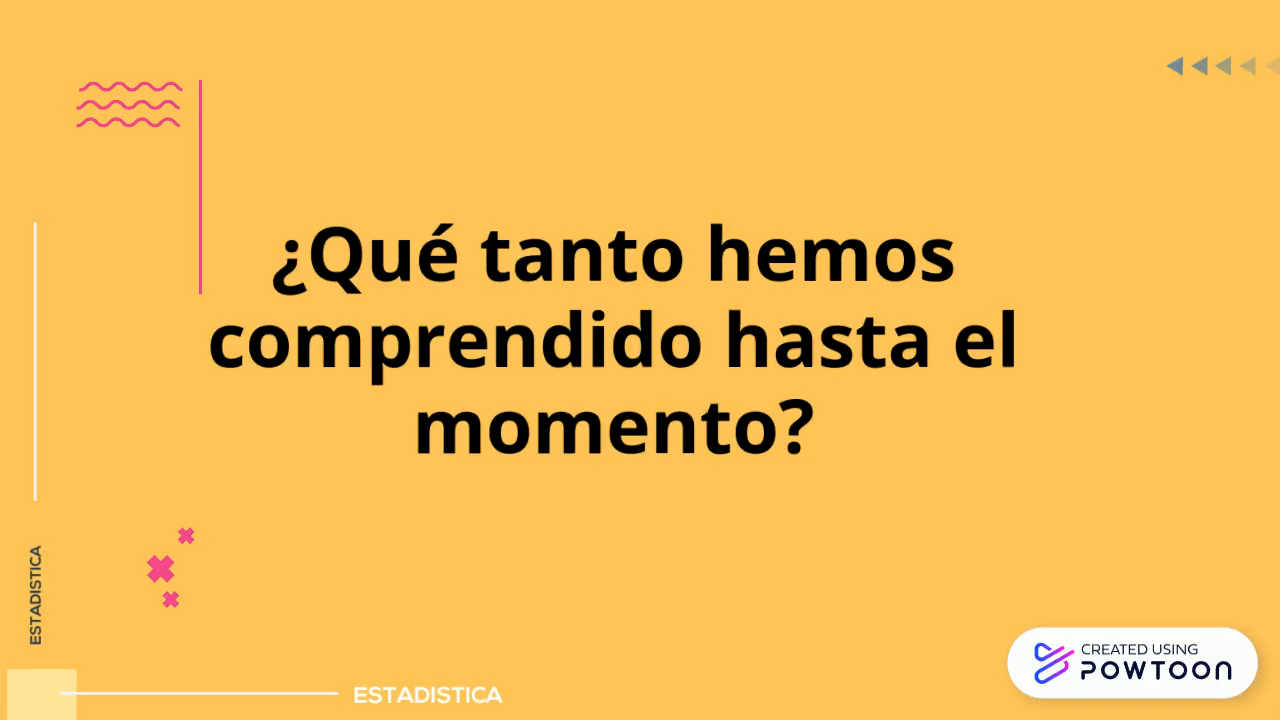 ¿Qué tanto hemos
comprendido hasta el
momento?
ESTADISTICA
ESTADISTICA
CREATED USING
POWTOON